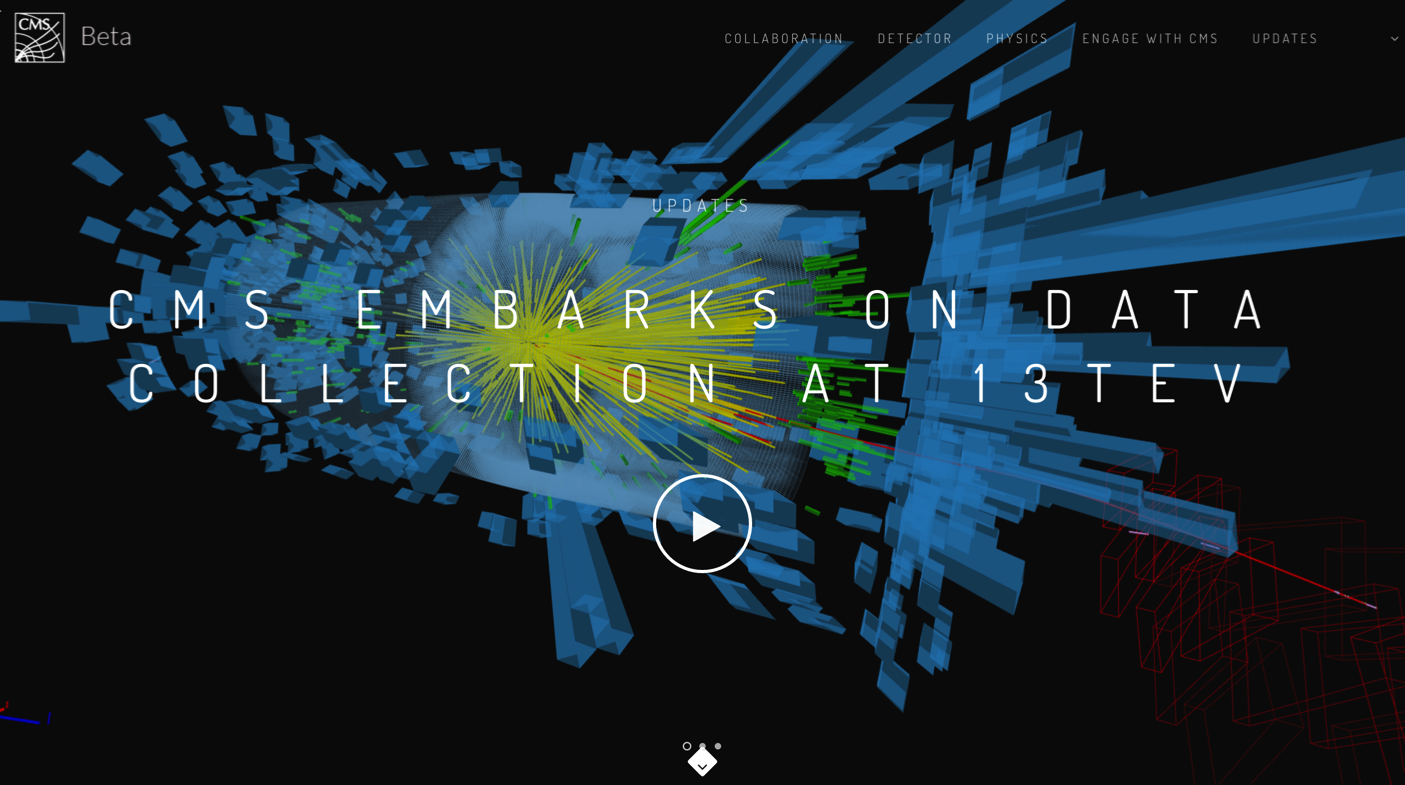 CMS
Beta
COLLABORATION DETECTOR PHYSICS ENGAGE WITH CMS UPDATES
UPDATES
CMS EMBARKS ON DATA
COLLECTION AT 13TEV